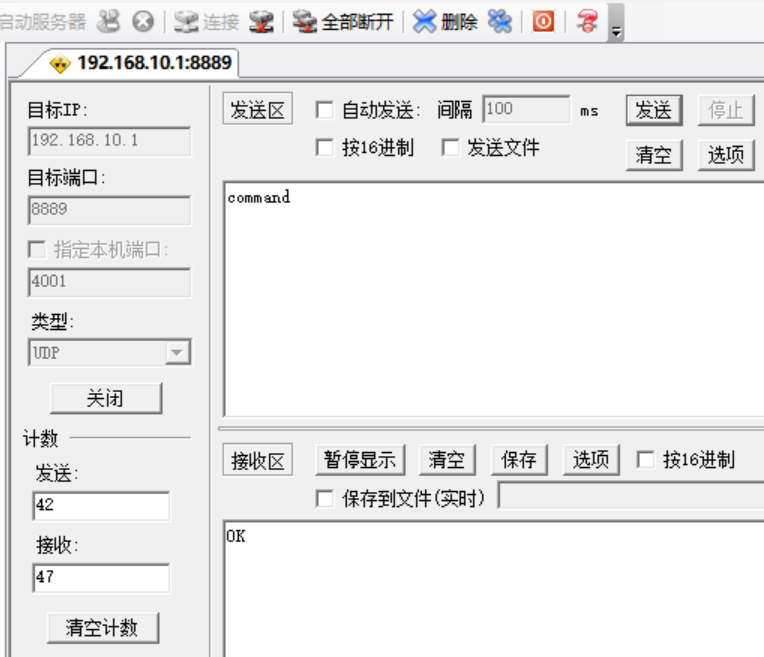 启动服务器 连接 全部断开 删除
192.168.10.1:8889
目标IP:
192.168.10.1
目标端口:
8889
指定本机端口:
4001
类型:
UDP
关闭
计数
发送:
42
接收:
47
清空计数
发送区 自动发送: 间隔 100 ms 发送 停止
按16进制 发送文件 清空 选项
command
接收区 暂停显示 清空 保存 选项 按16进制
保存到文件(实时)
OK